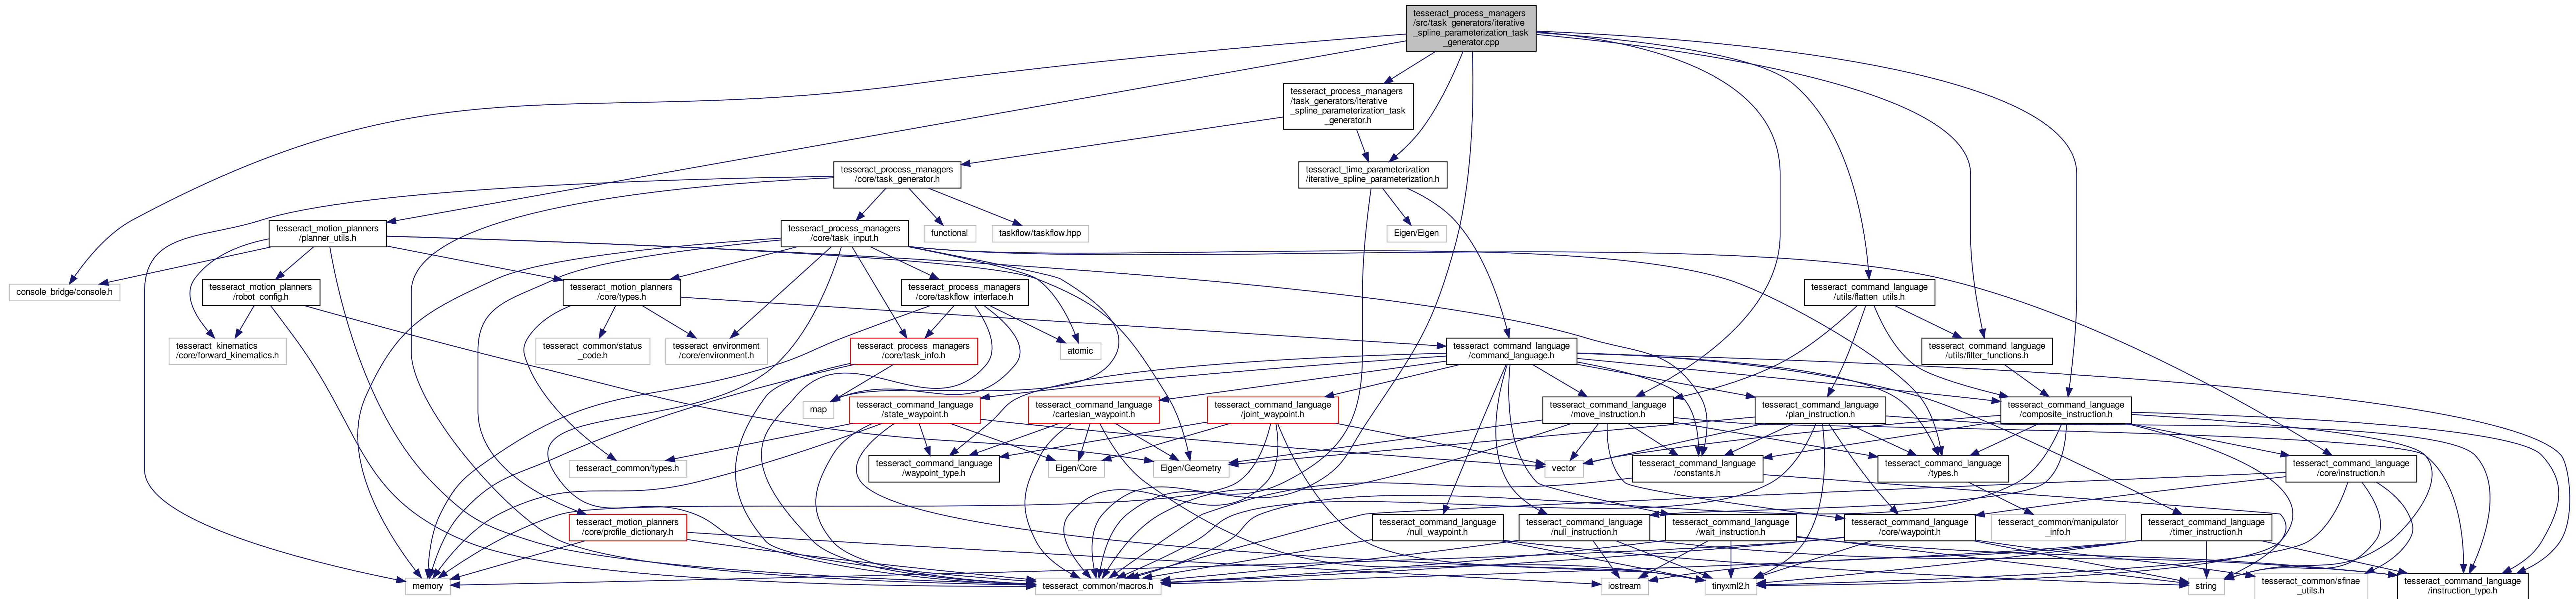 tesseract_process_managers
/src/task_generators/iterative
_spline_parameterization_task
_generator.cpp
tesseract_process_managers
/task_generators/iterative
_spline_parameterization_task
_generator.h
tesseract_process_managers
/core/task_generator.h
tesseract_time_parameterization
/iterative_spline_parameterization.h
tesseract_motion_planners
/planner_utils.h
tesseract_process_managers
/core/task_input.h
functional
taskflow/taskflow.hpp
Eigen/Eigen
console_bridge/console.h
tesseract_motion_planners
/robot_config.h
tesseract_motion_planners
/core/types.h
tesseract_process_managers
/core/taskflow_interface.h
tesseract_command_language
/utils/flatten_utils.h
tesseract_kinematics
/core/forward_kinematics.h
tesseract_common/status
_code.h
tesseract_environment
/core/environment.h
tesseract_process_managers
/core/task_info.h
atomic
tesseract_command_language
/command_language.h
tesseract_command_language
/utils/filter_functions.h
map
tesseract_command_language
/state_waypoint.h
tesseract_command_language
/cartesian_waypoint.h
tesseract_command_language
/joint_waypoint.h
tesseract_command_language
/move_instruction.h
tesseract_command_language
/plan_instruction.h
tesseract_command_language
/composite_instruction.h
tesseract_common/types.h
tesseract_command_language
/waypoint_type.h
Eigen/Core
Eigen/Geometry
vector
tesseract_command_language
/constants.h
tesseract_command_language
/types.h
tesseract_command_language
/core/instruction.h
tesseract_motion_planners
/core/profile_dictionary.h
tesseract_command_language
/null_waypoint.h
tesseract_command_language
/null_instruction.h
tesseract_command_language
/wait_instruction.h
tesseract_command_language
/core/waypoint.h
tesseract_common/manipulator
_info.h
tesseract_command_language
/timer_instruction.h
memory
tesseract_common/macros.h
iostream
tinyxml2.h
string
tesseract_common/sfinae
_utils.h
tesseract_command_language
/instruction_type.h